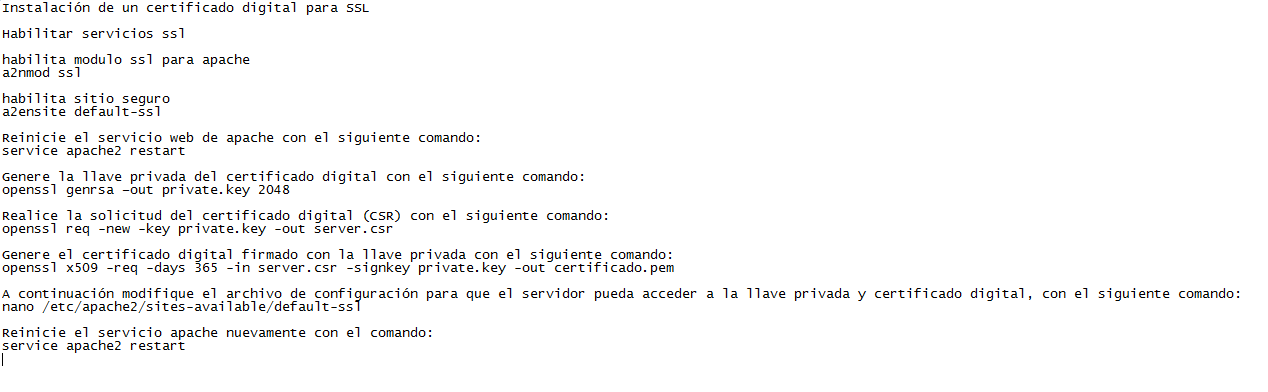 Instalación de un certificado digital para SSL
Habilitar servicios ssl
habilita modulo ssl para apache
a2nmod ssl
habilita sitio seguro
a2ensite default-ssl
Reinicie el servicio web de apache con el siguiente comando:
service apache2 restart
Genere la llave privada del certificado digital con el siguiente comando:
openssl genrsa –out private.key 2048
Realice la solicitud del certificado digital (CSR) con el siguiente comando:
openssl req -new -key private.key -out server.csr
Genere el certificado digital firmado con la llave privada con el siguiente comando:
openssl x509 -req -days 365 -in server.csr -signkey private.key -out certificado.pem
A continuación modifique el archivo de configuración para que el servidor pueda acceder a la llave privada y certificado digital, con el siguiente comando:
nano /etc/apache2/sites-available/default-ssl
Reinicie el servicio apache nuevamente con el comando:
service apache2 restart